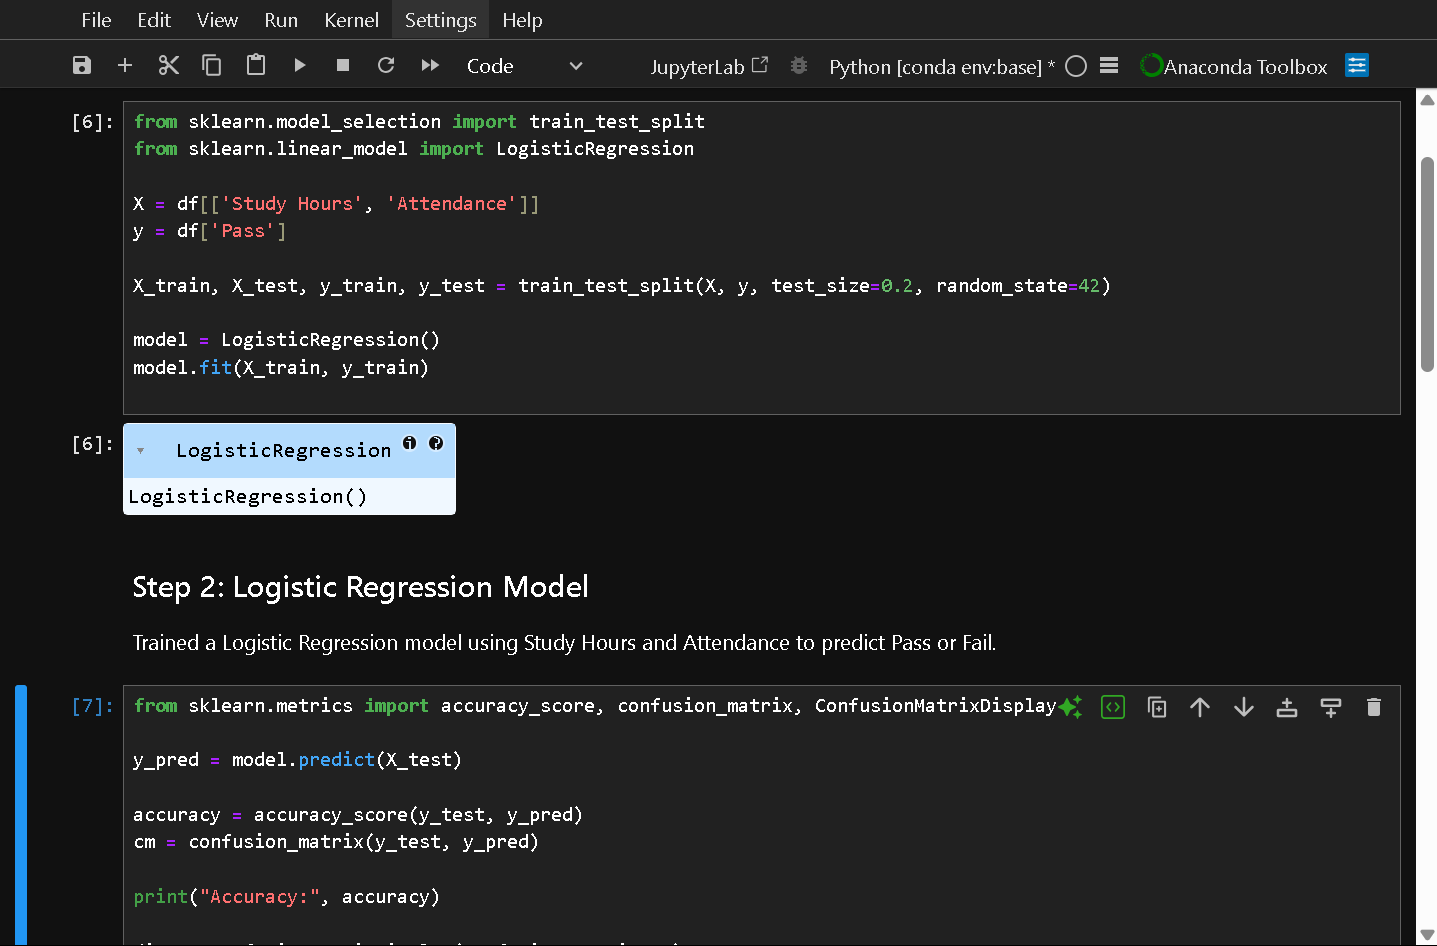 File Edit View Run Kernel Settings Help
Code JupyterLab Python [conda env:base] * Anaconda Toolbox
[6]: from sklearn.model_selection import train_test_split
from sklearn.linear_model import LogisticRegression
X = df[['Study Hours', 'Attendance']]
y = df['Pass']
X_train, X_test, y_train, y_test = train_test_split(X, y, test_size=0.2, random_state=42)
model = LogisticRegression()
model.fit(X_train, y_train)
[6]: LogisticRegression
LogisticRegression()
Step 2: Logistic Regression Model
Trained a Logistic Regression model using Study Hours and Attendance to predict Pass or Fail.
[7]: from sklearn.metrics import accuracy_score, confusion_matrix, ConfusionMatrixDisplay
y_pred = model.predict(X_test)
accuracy = accuracy_score(y_test, y_pred)
cm = confusion_matrix(y_test, y_pred)
print("Accuracy:", accuracy)